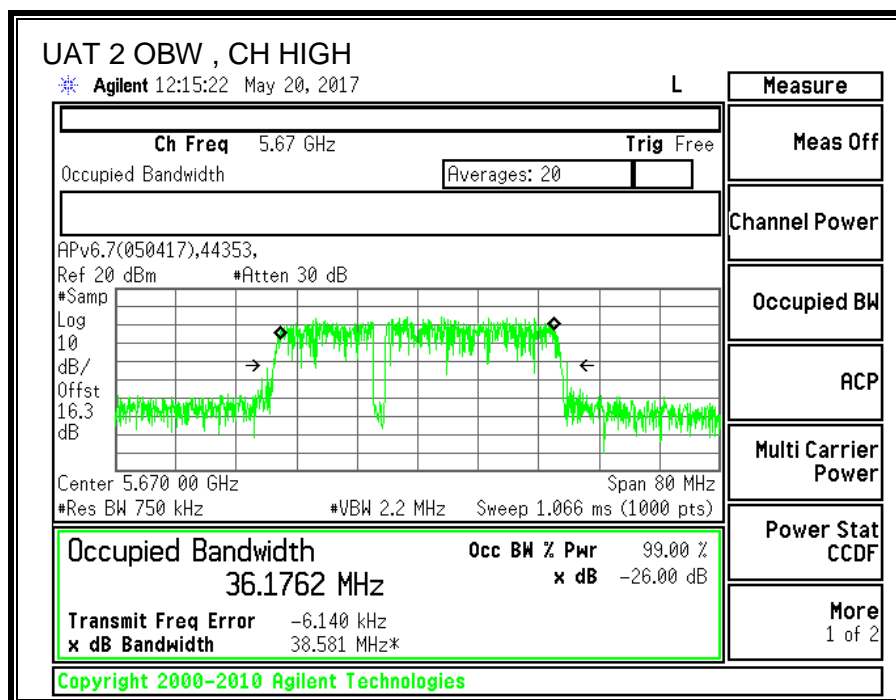 UAT 2 OBW , CH HIGH
Agilent 12:15:22 May 20, 2017 L
Measure
Ch Freq 5.67 GHz Trig Free
Occupied Bandwidth Averages: 20
APv6.7(050417),44353,
Ref 20 dBm #Atten 30 dB
#Samp
Log
10
dB/
Offst
16.3
dB
Center 5.670 00 GHz Span 80 MHz
#Res BW 750 kHz #VBW 2.2 MHz Sweep 1.066 ms (1000 pts)
Occupied Bandwidth Occ BW % Pwr 99.00 %
36.1762 MHz x dB -26.00 dB
Transmit Freq Error -6.140 kHz
x dB Bandwidth 38.581 MHz*
Meas Off
Channel Power
Occupied BW
ACP
Multi Carrier
Power
Power Stat
CCDF
More
1 of 2
Copyright 2000-2010 Agilent Technologies